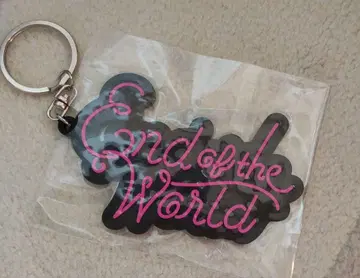 End of the
World